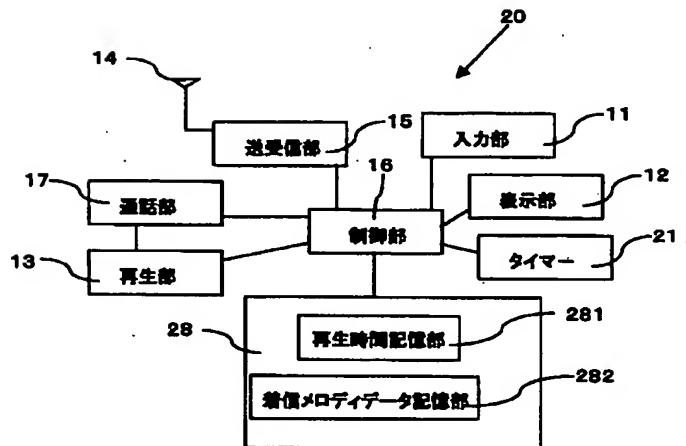 20
14
送受信部
15
入力部
11
17
通話部
16
表示部
12
制御部
13
再生部
タイマー
21
28
再生時間記憶部
281
着信メロディデータ記憶部
282